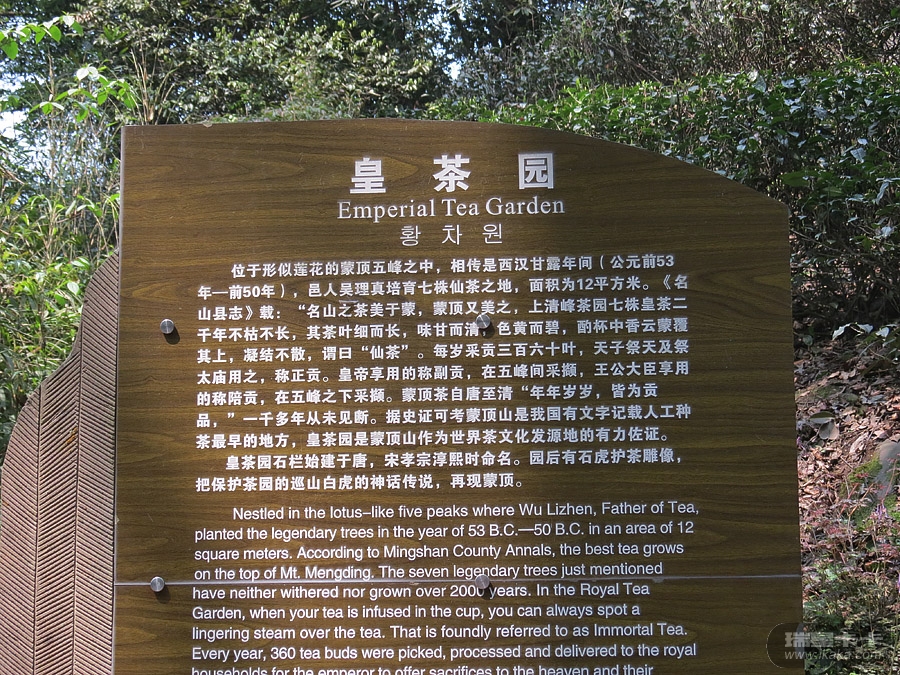 皇茶园
Emperial Tea Garden
황차원
位于形似莲花的蒙顶五峰之中，相传是西汉甘露年间（公元前53
年—前50年），邑人吴理真培育七株仙茶之地，面积为12平方米。《名
山县志》载：“名山之茶美于蒙，蒙顶又美之，上清峰茶园七株皇茶二
千年不枯不长，其茶叶细而长，味甘而清，色黄而碧，酌杯中香云蒙覆
其上，凝结不散，谓曰“仙茶”。每岁采贡三百六十叶，天子祭天及祭
太庙用之，称正贡。皇帝享用的称副贡，在五峰间采撷，王公大臣享用
的称陪贡，在五峰之下采撷。蒙顶茶自唐至清“年年岁岁，皆为贡
品，”一千多年从未见断。据史证可考蒙顶山是我国有文字记载人工种
茶最早的地方，皇茶园是蒙顶山作为世界茶文化发源地的有力佐证。
皇茶园石栏始建于唐，宋孝宗淳熙时命名。园后有石虎护茶雕像，
把保护茶园的巡山白虎的神话传说，再现蒙顶。
Nestled in the lotus-like five peaks where Wu Lizhen, Father of Tea,
planted the legendary trees in the year of 53 B.C.—50 B.C. in an area of 12
square meters. According to Mingshan County Annals, the best tea grows
on the top of Mt. Mengding. The seven legendary trees just mentioned
have neither withered nor grown over 2000 years. In the Royal Tea
Garden, when your tea is infused in the cup, you can always spot a
lingering steam over the tea. That is foundly referred to as Immortal Tea.
Every year, 360 tea buds were picked, processed and delivered to the royal
households for the emperor to offer sacrifices to the heaven and their